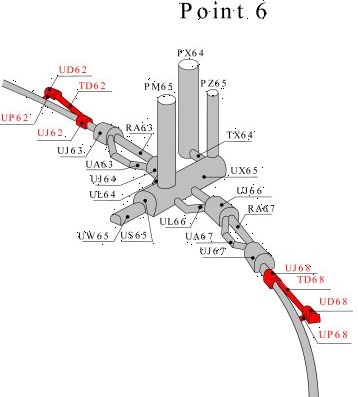 Point 6
PX64
UD62
PM65
PZ65
TD62
UP62
RA63
UJ62
TX64
UJ63
UA63
UX65
UJ64
UL64
UJ66
RA67
UL66
UW65
US65
UA67
UJ67
UJ68
TD68
UD68
UP68